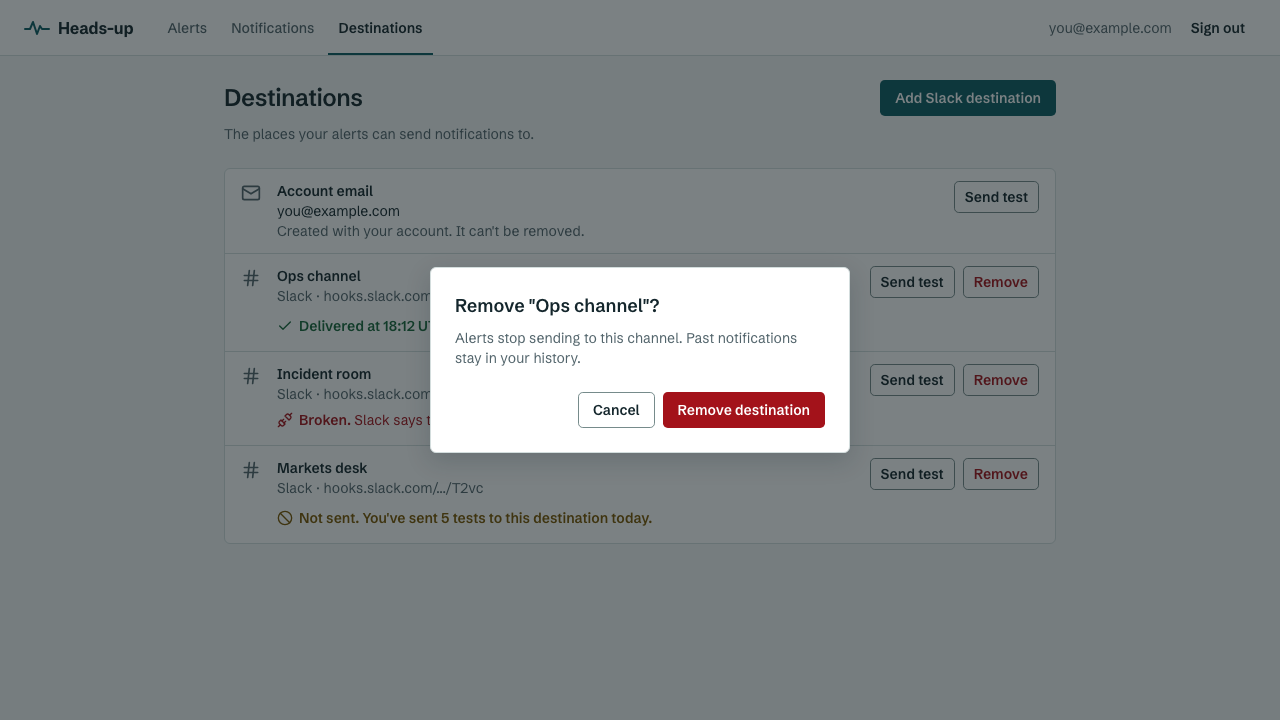 Heads-up
Alerts
Notifications
Destinations
you@example.com
Sign out
Destinations
Add Slack destination
The places your alerts can send notifications to.
Account email
you@example.com
Created with your account. It can't be removed.
Send test
Ops channel
Slack · hooks.slack.com
Delivered at 18:12
Send test
Remove
Remove "Ops channel"?
Alerts stop sending to this channel. Past notifications
stay in your history.
Cancel
Remove destination
Incident room
Slack · hooks.slack.com
Broken. Slack says
Send test
Remove
Markets desk
Slack · hooks.slack.com/…/T2vc
Not sent. You've sent 5 tests to this destination today.
Send test
Remove